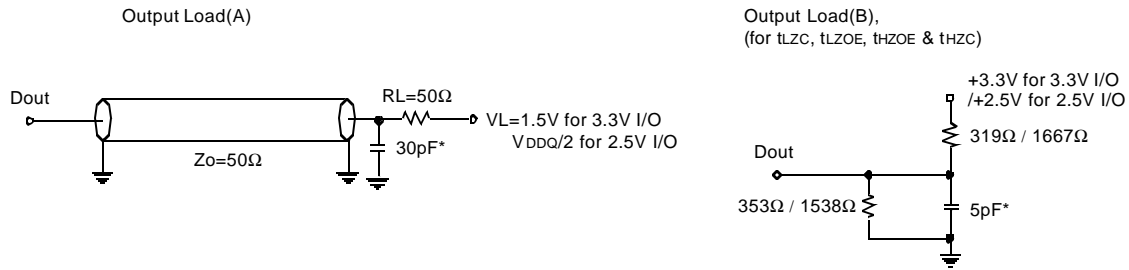 Output Load(A)
Dout
Zo=50Ω
RL=50Ω
30pF*
VL=1.5V for 3.3V I/O
VDDQ/2 for 2.5V I/O
Output Load(B),
(for tLZC, tLZOE, tHZOE & tHZC)
+3.3V for 3.3V I/O
/+2.5V for 2.5V I/O
319Ω / 1667Ω
Dout
353Ω / 1538Ω
5pF*